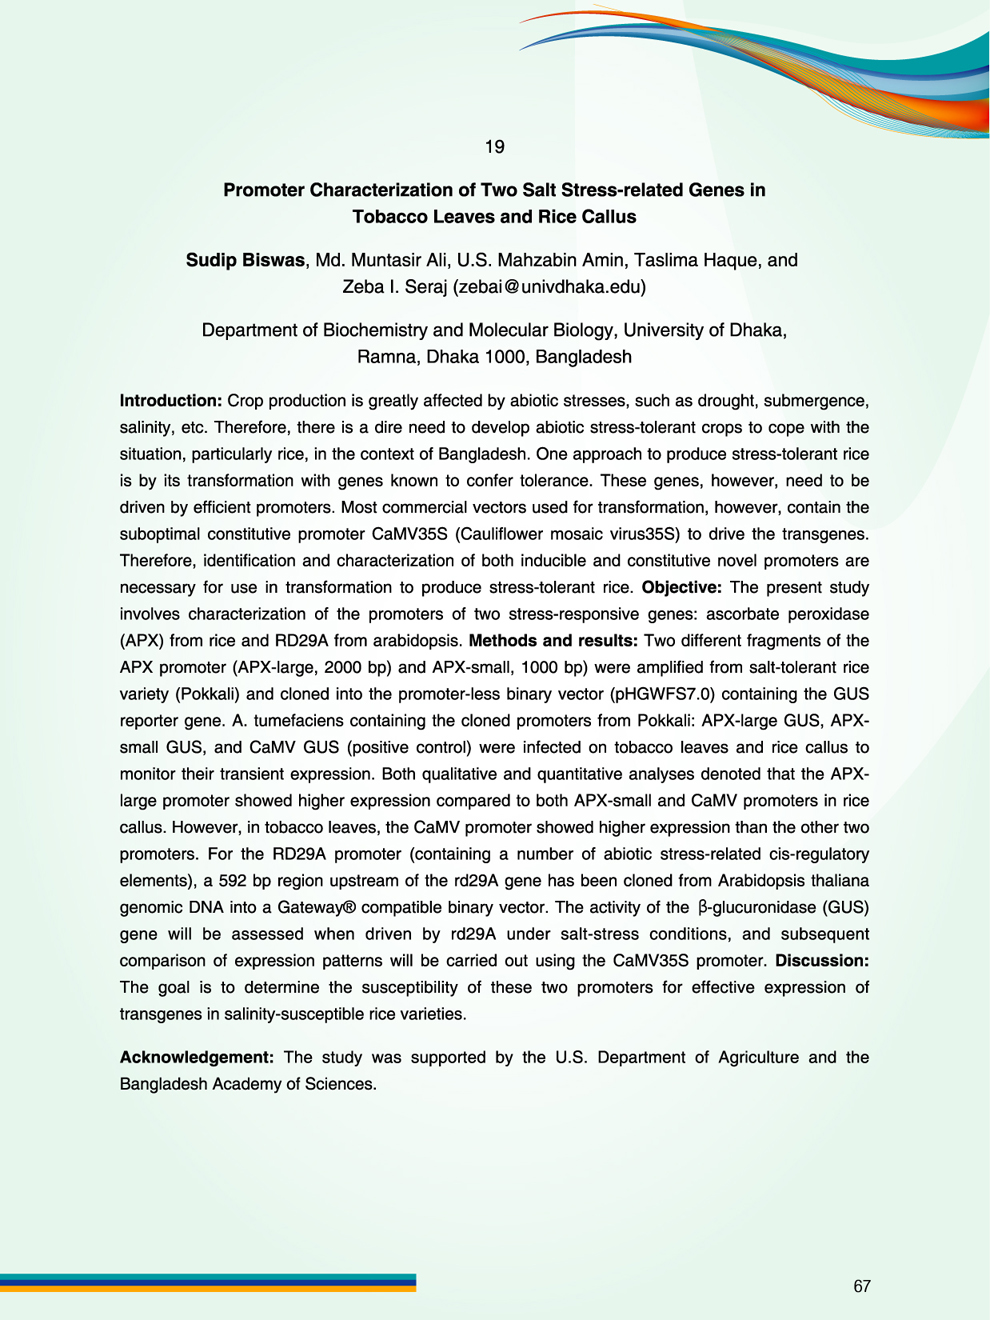 19
Promoter Characterization of Two Salt Stress-related Genes in
Tobacco Leaves and Rice Callus
Sudip Biswas, Md. Muntasir Ali, U.S. Mahzabin Amin, Taslima Haque, and
Zeba I. Seraj (zebai@univdhaka.edu)
Department of Biochemistry and Molecular Biology, University of Dhaka,
Ramna, Dhaka 1000, Bangladesh
Introduction: Crop production is greatly affected by abiotic stresses, such as drought, submergence,
salinity, etc. Therefore, there is a dire need to develop abiotic stress-tolerant crops to cope with the
situation, particularly rice, in the context of Bangladesh. One approach to produce stress-tolerant rice
is by its transformation with genes known to confer tolerance. These genes, however, need to be
driven by efficient promoters. Most commercial vectors used for transformation, however, contain the
suboptimal constitutive promoter CaMV35S (Cauliflower mosaic virus35S) to drive the transgenes.
Therefore, identification and characterization of both inducible and constitutive novel promoters are
necessary for use in transformation to produce stress-tolerant rice. Objective: The present study
involves characterization of the promoters of two stress-responsive genes: ascorbate peroxidase
(APX) from rice and RD29A from arabidopsis. Methods and results: Two different fragments of the
APX promoter (APX-large, 2000 bp) and APX-small, 1000 bp) were amplified from salt-tolerant rice
variety (Pokkali) and cloned into the promoter-less binary vector (pHGWFS7.0) containing the GUS
reporter gene. A. tumefaciens containing the cloned promoters from Pokkali: APX-large GUS, APX-
small GUS, and CaMV GUS (positive control) were infected on tobacco leaves and rice callus to
monitor their transient expression. Both qualitative and quantitative analyses denoted that the APX-
large promoter showed higher expression compared to both APX-small and CaMV promoters in rice
callus. However, in tobacco leaves, the CaMV promoter showed higher expression than the other two
promoters. For the RD29A promoter (containing a number of abiotic stress-related cis-regulatory
elements), a 592 bp region upstream of the rd29A gene has been cloned from Arabidopsis thaliana
genomic DNA into a Gateway® compatible binary vector. The activity of the β-glucuronidase (GUS)
gene will be assessed when driven by rd29A under salt-stress conditions, and subsequent
comparison of expression patterns will be carried out using the CaMV35S promoter. Discussion:
The goal is to determine the susceptibility of these two promoters for effective expression of
transgenes in salinity-susceptible rice varieties.
Acknowledgement: The study was supported by the U.S. Department of Agriculture and the
Bangladesh Academy of Sciences.
67